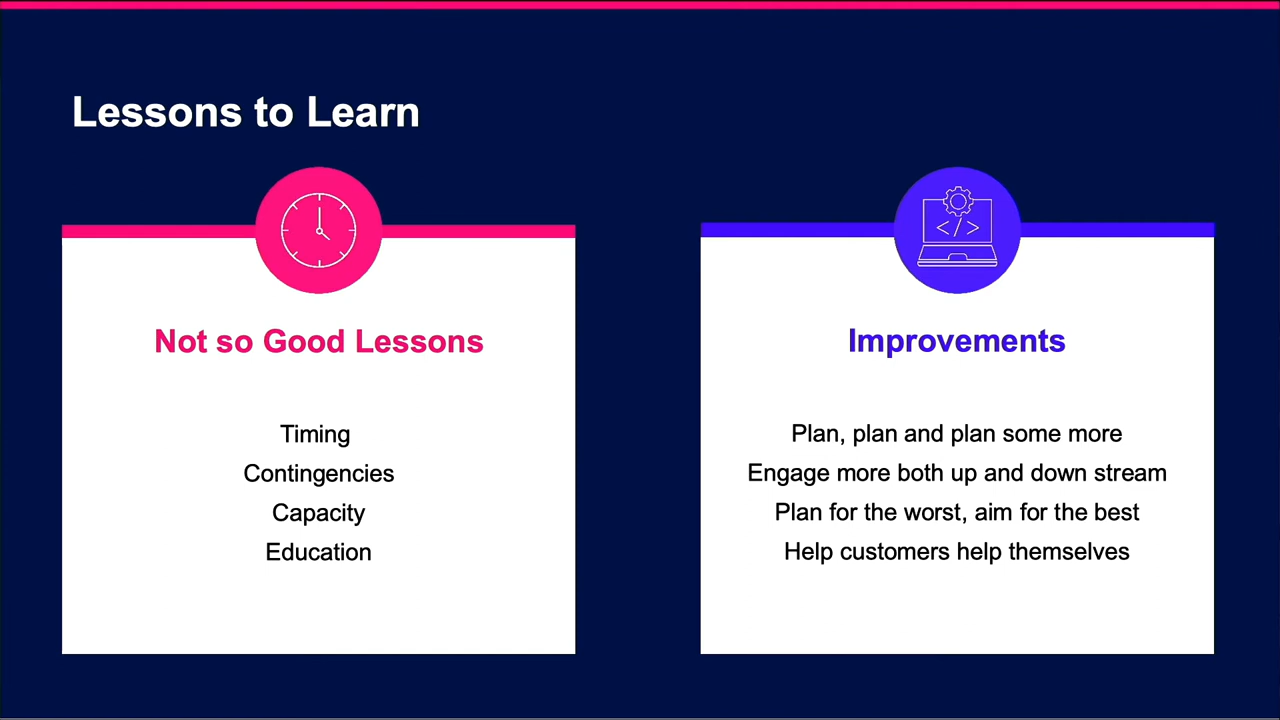 Lessons to Learn
Not so Good Lessons
Timing
Contingencies
Capacity
Education
Improvements
Plan, plan and plan some more
Engage more both up and down stream
Plan for the worst, aim for the best
Help customers help themselves